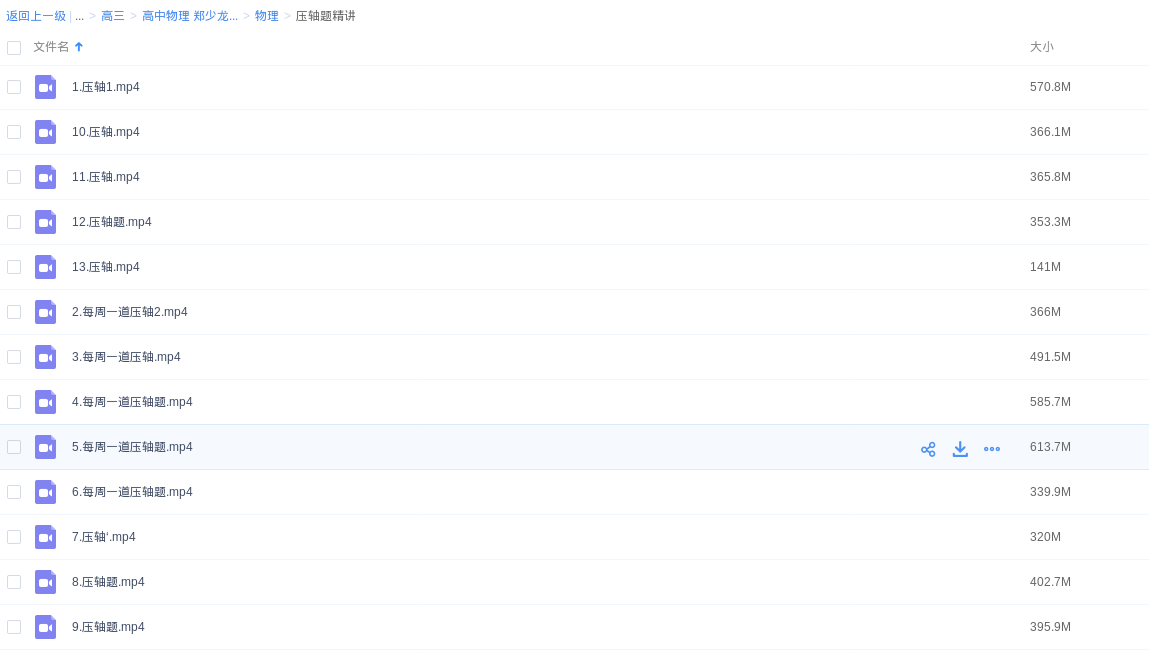 返回上一级 | ... > 高三 > 高中物理 郑少龙... > 物理 > 压轴题精讲
文件名 大小
1.压轴1.mp4 570.8M
10.压轴.mp4 366.1M
11.压轴.mp4 365.8M
12.压轴题.mp4 353.3M
13.压轴.mp4 141M
2.每周一道压轴2.mp4 366M
3.每周一道压轴.mp4 491.5M
4.每周一道压轴题.mp4 585.7M
5.每周一道压轴题.mp4 613.7M
6.每周一道压轴题.mp4 339.9M
7.压轴‘.mp4 320M
8.压轴题.mp4 402.7M
9.压轴题.mp4 395.9M